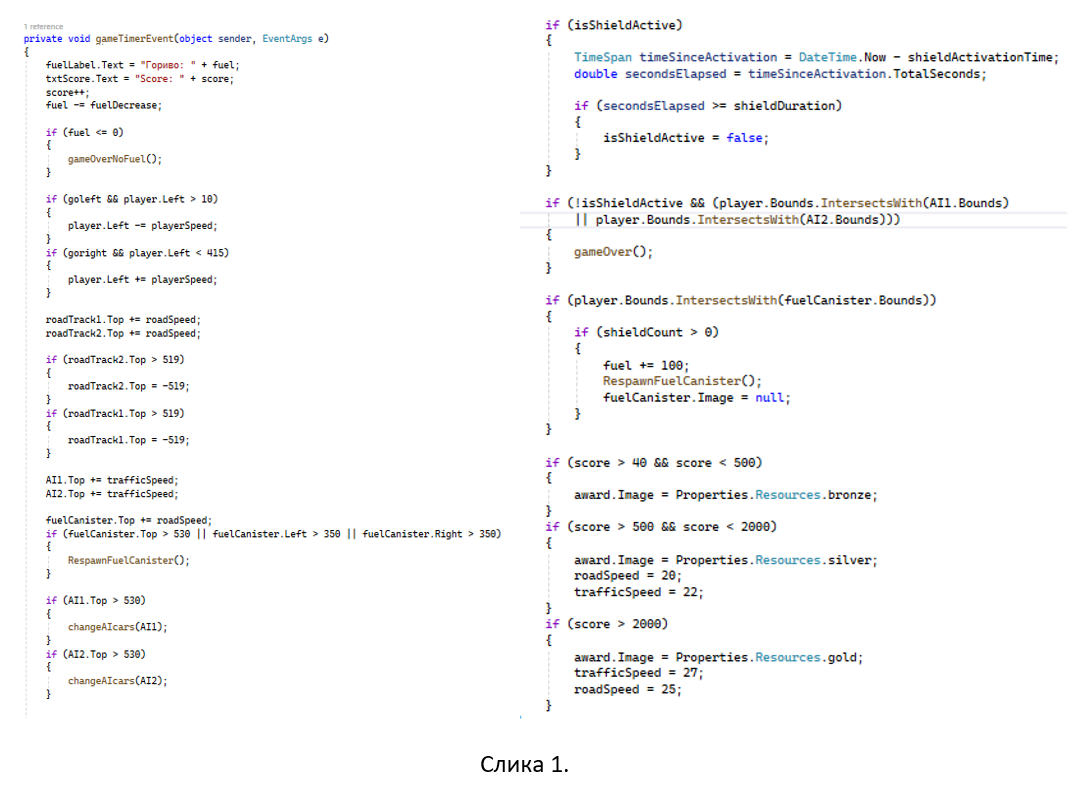 1 reference
private void gameTimerEvent(object sender, EventArgs e)
{
fuelLabel.Text = "Гориво: " + fuel;
txtScore.Text = "Score: " + score;
score++;
fuel -= fuelDecrease;
if (fuel <= 0)
{
gameOverNoFuel();
}
if (goleft && player.Left > 10)
{
player.Left -= playerSpeed;
}
if (goright && player.Left < 415)
{
player.Left += playerSpeed;
}
roadTrack1.Top += roadSpeed;
roadTrack2.Top += roadSpeed;
if (roadTrack2.Top > 519)
{
roadTrack2.Top = -519;
}
if (roadTrack1.Top > 519)
{
roadTrack1.Top = -519;
}
AI1.Top += trafficSpeed;
AI2.Top += trafficSpeed;
fuelCanister.Top += roadSpeed;
if (fuelCanister.Top > 530 || fuelCanister.Left > 350 || fuelCanister.Right > 350)
{
RespawnFuelCanister();
}
if (AI1.Top > 530)
{
changeAIcars(AI1);
}
if (AI2.Top > 530)
{
changeAIcars(AI2);
}
if (isShieldActive)
{
TimeSpan timeSinceActivation = DateTime.Now - shieldActivationTime;
double secondsElapsed = timeSinceActivation.TotalSeconds;
if (secondsElapsed >= shieldDuration)
{
isShieldActive = false;
}
}
if (!isShieldActive && (player.Bounds.IntersectsWith(AI1.Bounds)
|| player.Bounds.IntersectsWith(AI2.Bounds)))
{
gameOver();
}
if (player.Bounds.IntersectsWith(fuelCanister.Bounds))
{
if (shieldCount > 0)
{
fuel += 100;
RespawnFuelCanister();
fuelCanister.Image = null;
}
}
if (score > 40 && score < 500)
{
award.Image = Properties.Resources.bronze;
}
if (score > 500 && score < 2000)
{
award.Image = Properties.Resources.silver;
roadSpeed = 20;
trafficSpeed = 22;
}
if (score > 2000)
{
award.Image = Properties.Resources.gold;
trafficSpeed = 27;
roadSpeed = 25;
}
Слика 1.